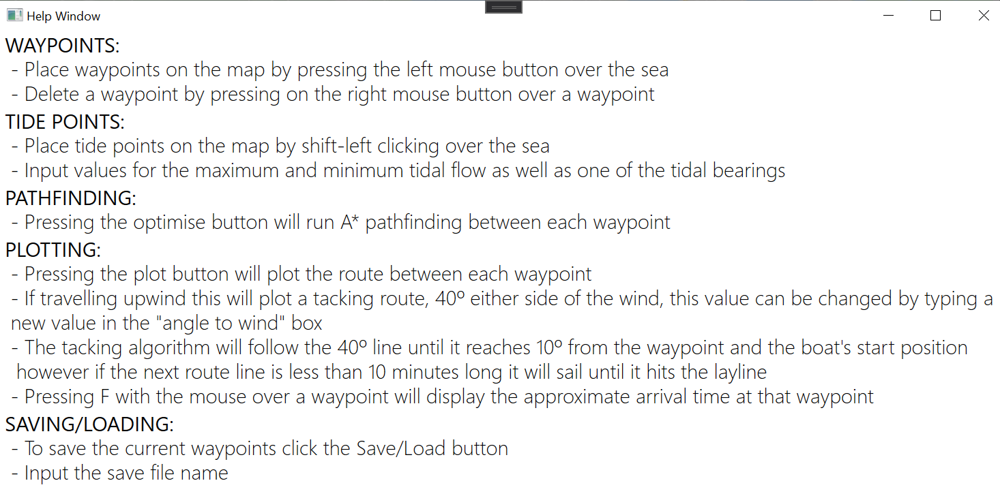 Help Window
WAYPOINTS:
- Place waypoints on the map by pressing the left mouse button over the sea
- Delete a waypoint by pressing on the right mouse button over a waypoint
TIDE POINTS:
- Place tide points on the map by shift-left clicking over the sea
- Input values for the maximum and minimum tidal flow as well as one of the tidal bearings
PATHFINDING:
- Pressing the optimise button will run A* pathfinding between each waypoint
PLOTTING:
- Pressing the plot button will plot the route between each waypoint
- If travelling upwind this will plot a tacking route, 40º either side of the wind, this value can be changed by typing a
new value in the "angle to wind" box
- The tacking algorithm will follow the 40º line until it reaches 10º from the waypoint and the boat's start position
however if the next route line is less than 10 minutes long it will sail until it hits the layline
- Pressing F with the mouse over a waypoint will display the approximate arrival time at that waypoint
SAVING/LOADING:
- To save the current waypoints click the Save/Load button
- Input the save file name